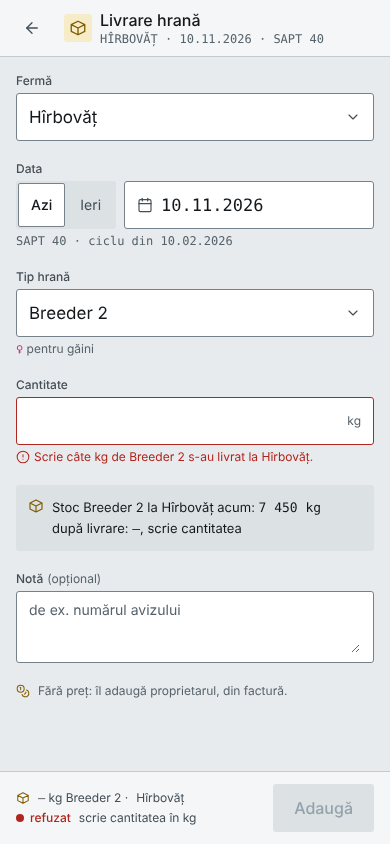 Livrare hrană
HÎRBOVĂȚ · 10.11.2026 · SAPT 40
Fermă
Hîrbovăț
Data
Azi
Ieri
10.11.2026
SAPT 40 · ciclu din 10.02.2026
Tip hrană
Breeder 2
♀ pentru găini
Cantitate
kg
Scrie câte kg de Breeder 2 s-au livrat la Hîrbovăț.
Stoc Breeder 2 la Hîrbovăț acum: 7 450 kg
după livrare: —, scrie cantitatea
Notă (opțional)
de ex. numărul avizului
Fără preț: îl adaugă proprietarul, din factură.
— kg Breeder 2 · Hîrbovăț
refuzat scrie cantitatea în kg
Adaugă